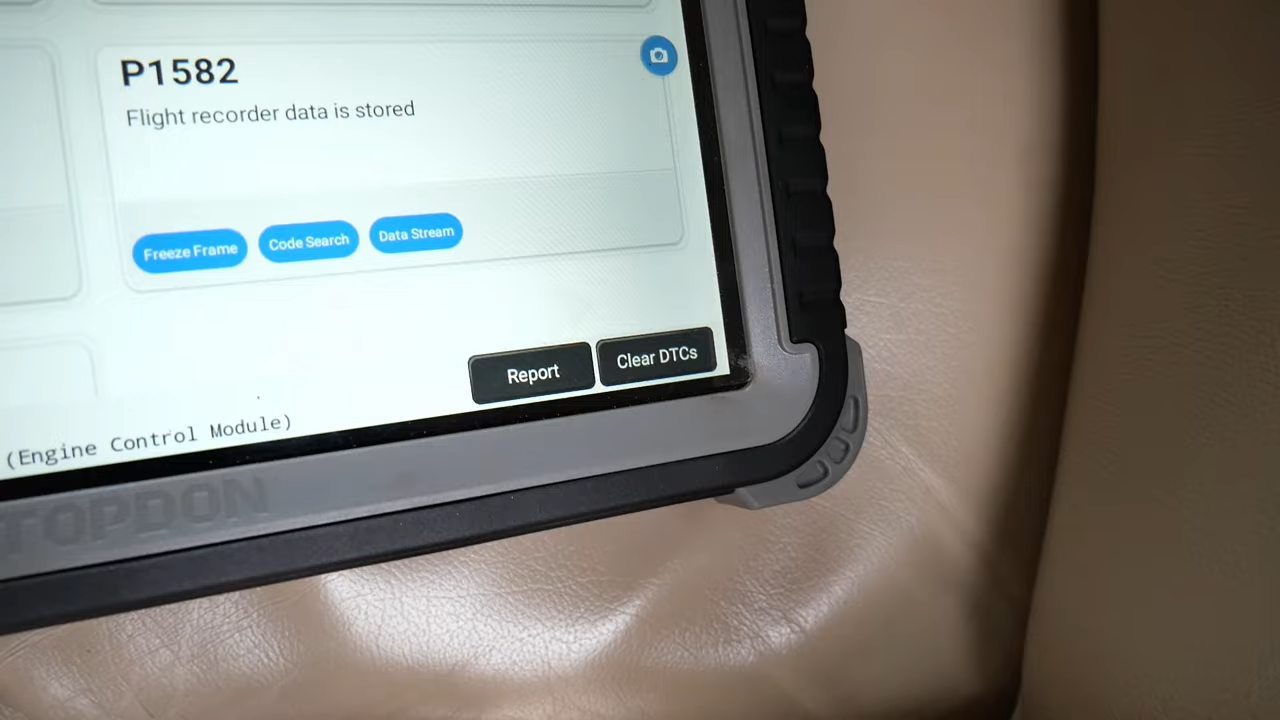 P1582
Flight recorder data is stored
Freeze Frame Code Search Data Stream
Report Clear DTCs
(Engine Control Module)
TOPDON